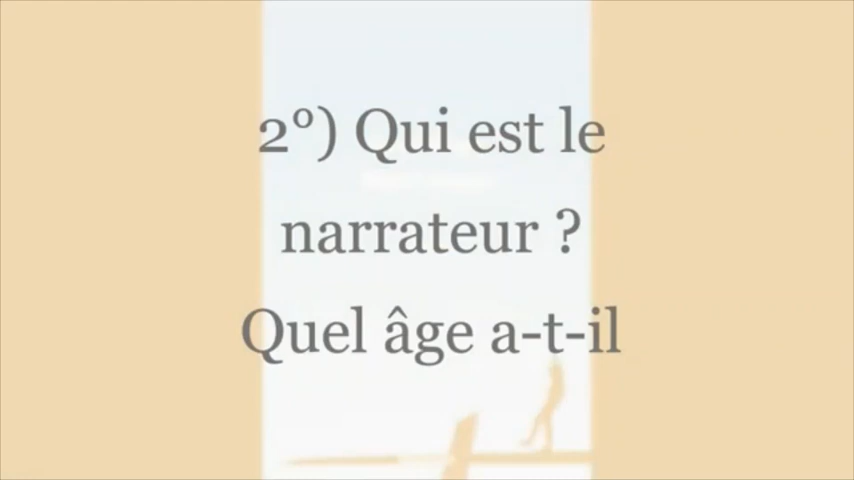 2°) Qui est le
narrateur ?
Quel âge a-t-il